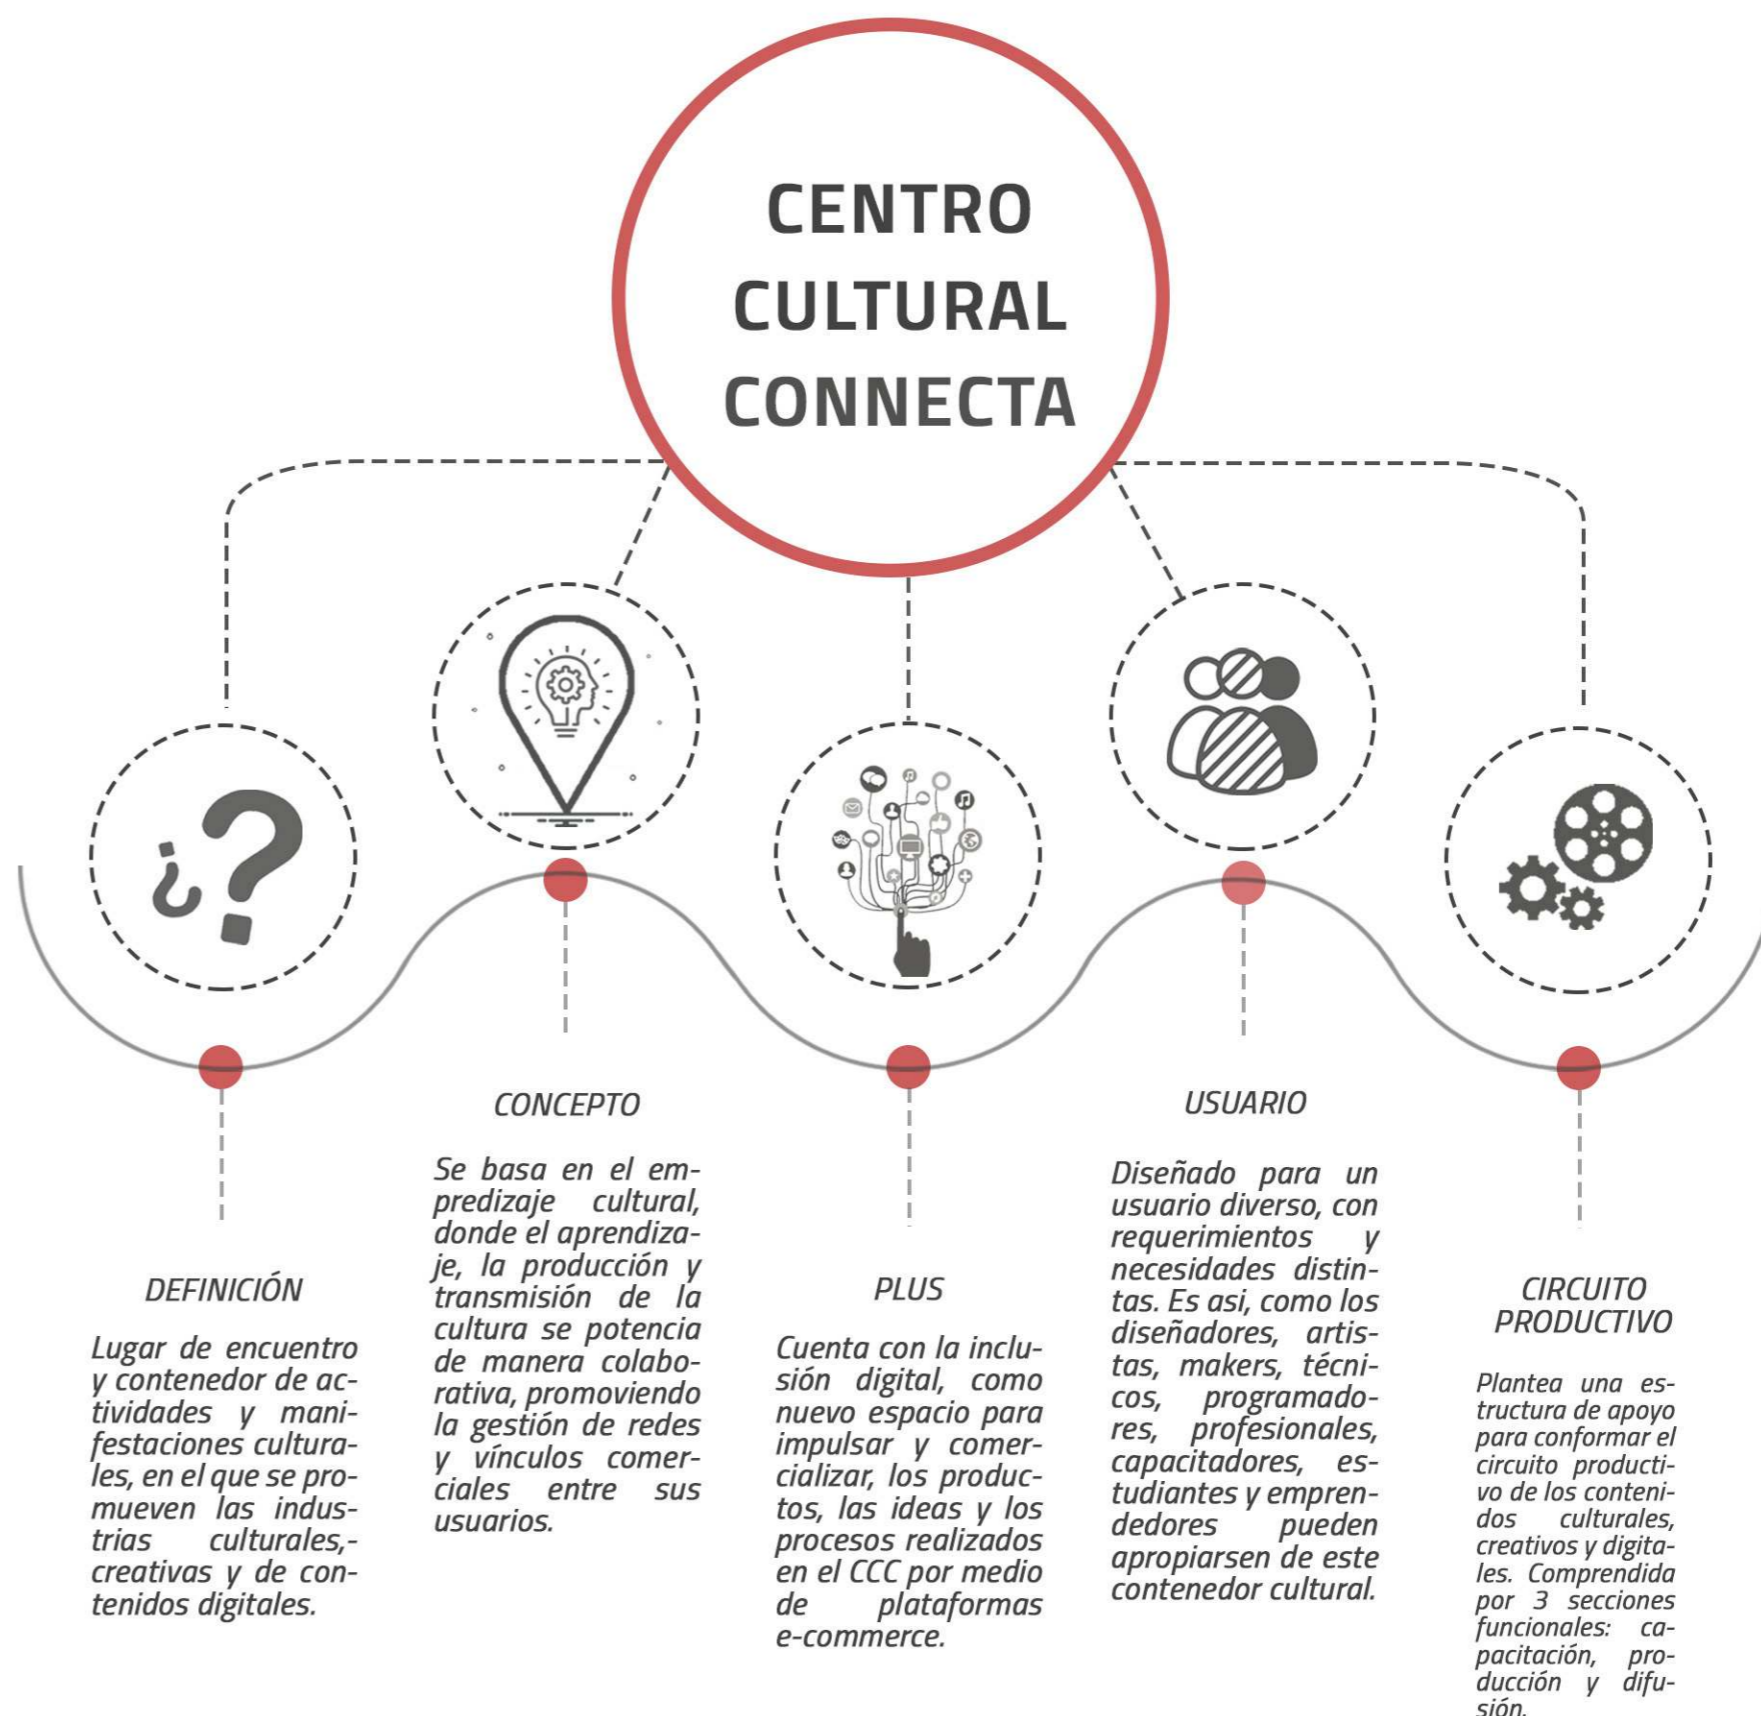 CENTRO
CULTURAL
CONNECTA
DEFINICIÓN
Lugar de encuentro
y contenedor de ac-
tividades y mani-
festaciones cultura-
les, en el que se pro-
mueven las indus-
trias culturales,-
creativas y de con-
tenidos digitales.
CONCEPTO
Se basa en el em-
predizaje cultural,
donde el aprendiza-
je, la producción y
transmisión de la
cultura se potencia
de manera colabo-
rativa, promoviendo
la gestión de redes
y vínculos comer-
ciales entre sus
usuarios.
PLUS
Cuenta con la inclu-
sión digital, como
nuevo espacio para
impulsar y comer-
cializar, los produc-
tos, las ideas y los
procesos realizados
en el CCC por medio
de plataformas
e-commerce.
USUARIO
Diseñado para un
usuario diverso, con
requerimientos y
necesidades distin-
tas. Es asi, como los
diseñadores, artis-
tas, makers, técni-
cos, programado-
res, profesionales,
capacitadores, es-
tudiantes y empren-
dedores pueden
apropiarsen de este
contenedor cultural.
CIRCUITO
PRODUCTIVO
Plantea una es-
tructura de apoyo
para conformar el
circuito producti-
vo de los conteni-
dos culturales,
creativos y digita-
les. Comprendida
por 3 secciones
funcionales: ca-
pacitación, pro-
ducción y difu-
sión.